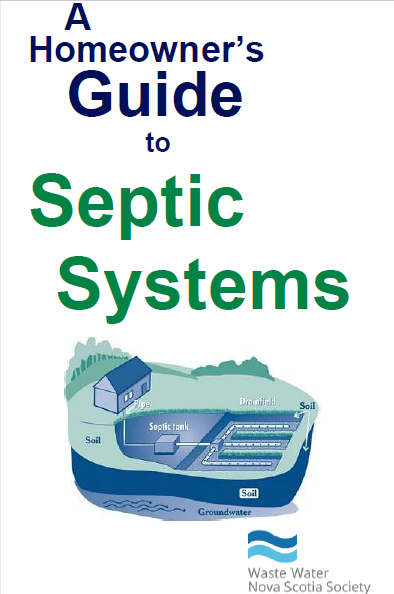 A
Homeowner's
Guide
to
Septic
Systems
Pipe
Drainfield
Soil
Septic tank
Soil
Soil
Groundwater
Waste Water
Nova Scotia Society